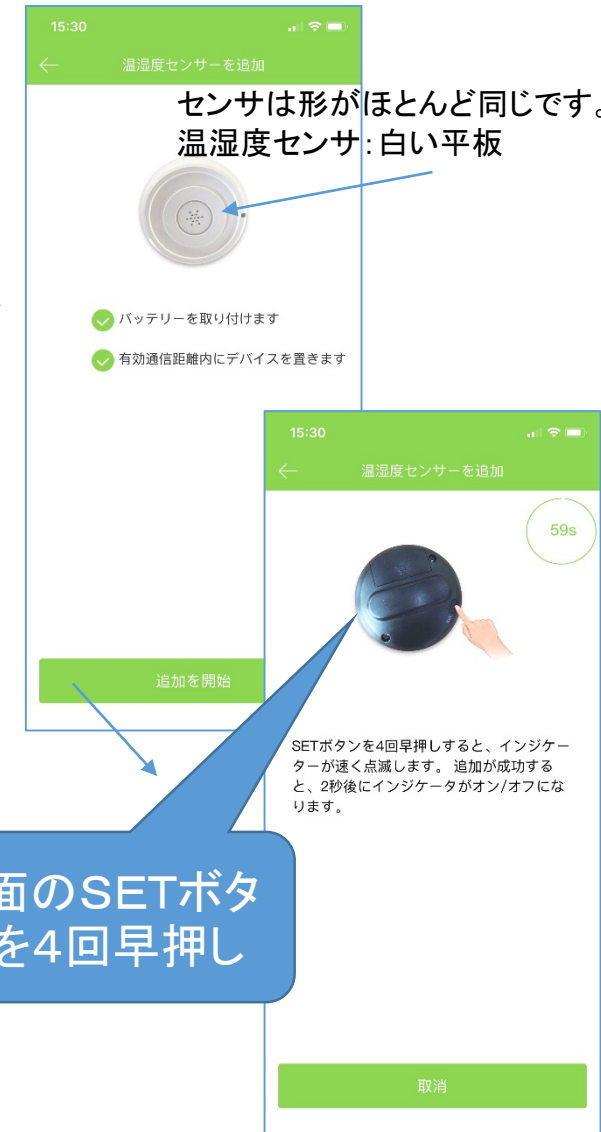 15:30
温湿度センサーを追加
センサは形がほとんど同じです。
温湿度センサ：白い平板
バッテリーを取り付けます
有効通信距離内にデバイスを置きます
追加を開始
15:30
温湿度センサーを追加
59s
SETボタンを4回早押しすると、インジケー
ターが速く点滅します。 追加が成功する
と、2秒後にインジケータがオン/オフにな
ります。
面のSETボタ
を4回早押し
取消